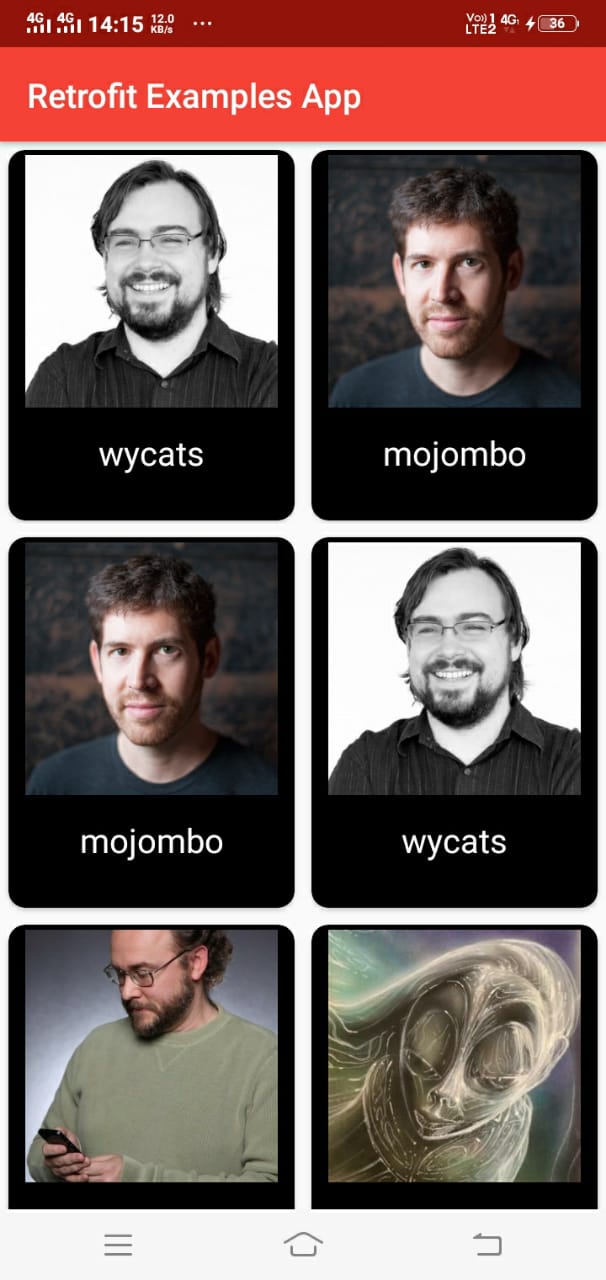 4G 4G 14:15 12.0 KB/s ... Vo)) 1 LTE2 4G 36
Retrofit Examples App
wycats
mojombo
mojombo
wycats